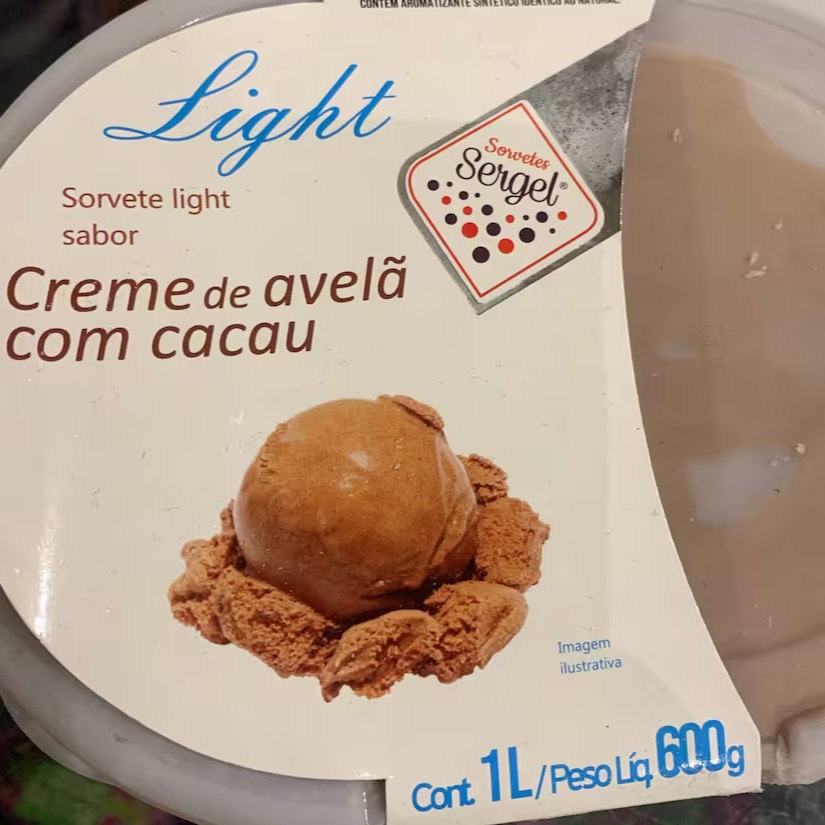 CONTÉM AROMATIZANTE SINTÉTICO IDÊNTICO AO NATURAL.
Light
Sorvetes
Sergel®
Sorvete light
sabor
Creme de avelã
com cacau
Imagem
ilustrativa
Cont. 1L/Peso Líq. 600g